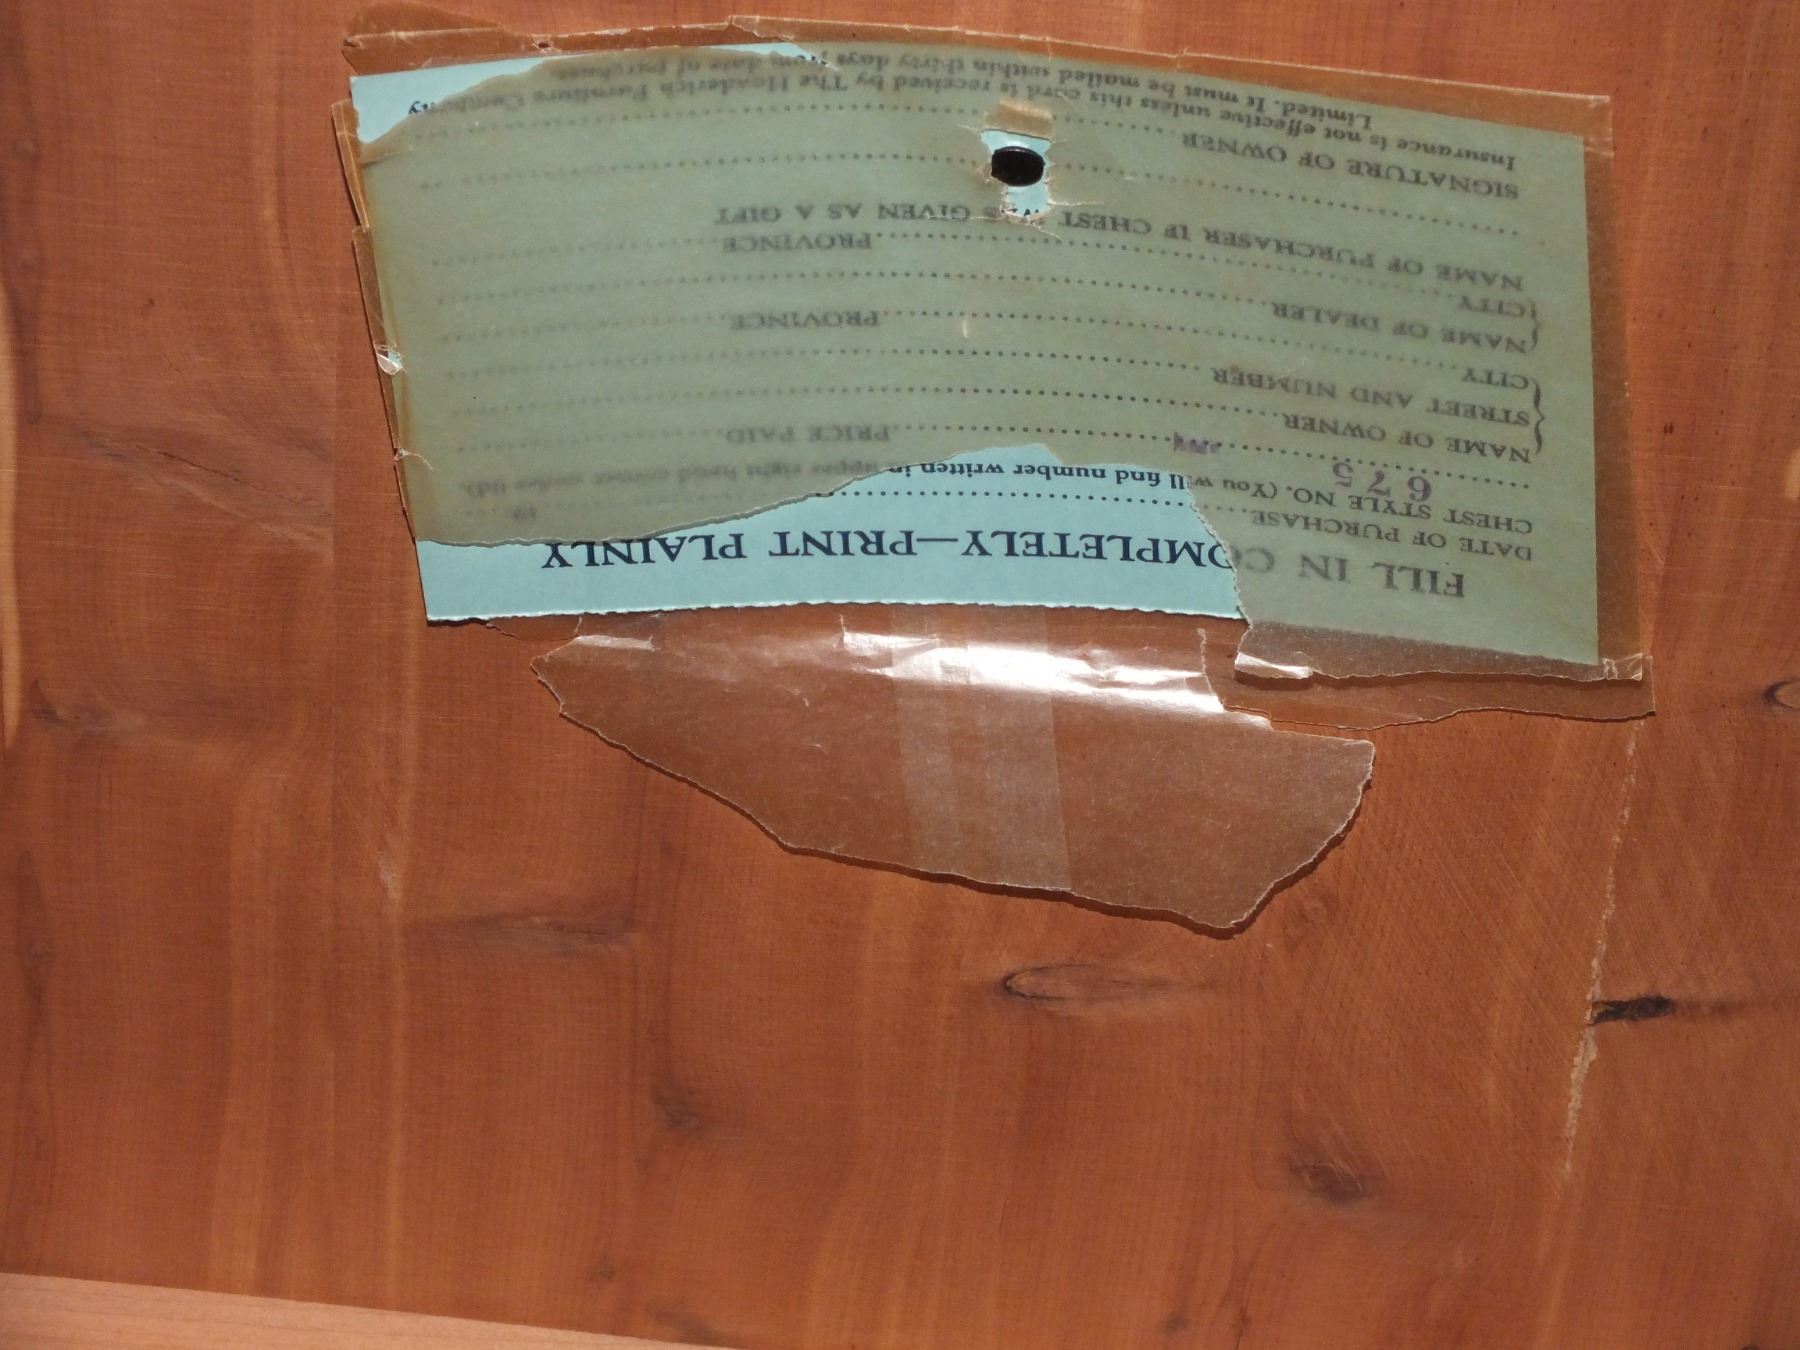 FILL IN COMPLETELY—PRINT PLAINLY
DATE OF PURCHASE 19
CHEST STYLE NO. (You will find number written in upper right hand corner under lid).
675 PRICE PAID
NAME OF OWNER
STREET AND NUMBER
CITY PROVINCE
NAME OF DEALER
CITY PROVINCE
NAME OF PURCHASER IF CHEST WAS GIVEN AS A GIFT
SIGNATURE OF OWNER
Insurance is not effective unless this card is received by The Honderich Furniture Company
Limited. It must be mailed within thirty days from date of purchase.